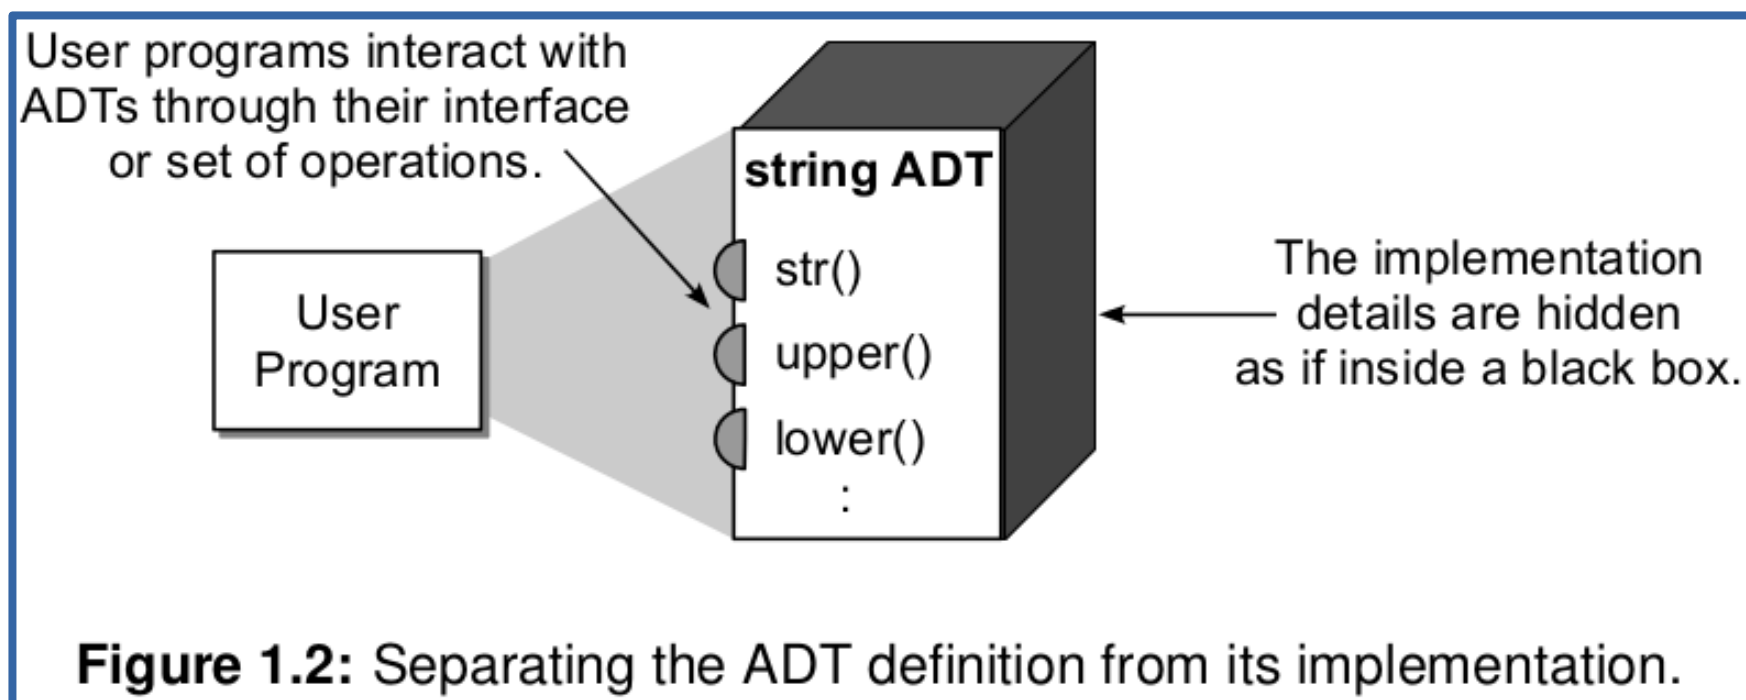 User programs interact with
ADTs through their interface
or set of operations.
User
Program
string ADT
str()
upper()
lower()
:
The implementation
details are hidden
as if inside a black box.
Figure 1.2: Separating the ADT definition from its implementation.